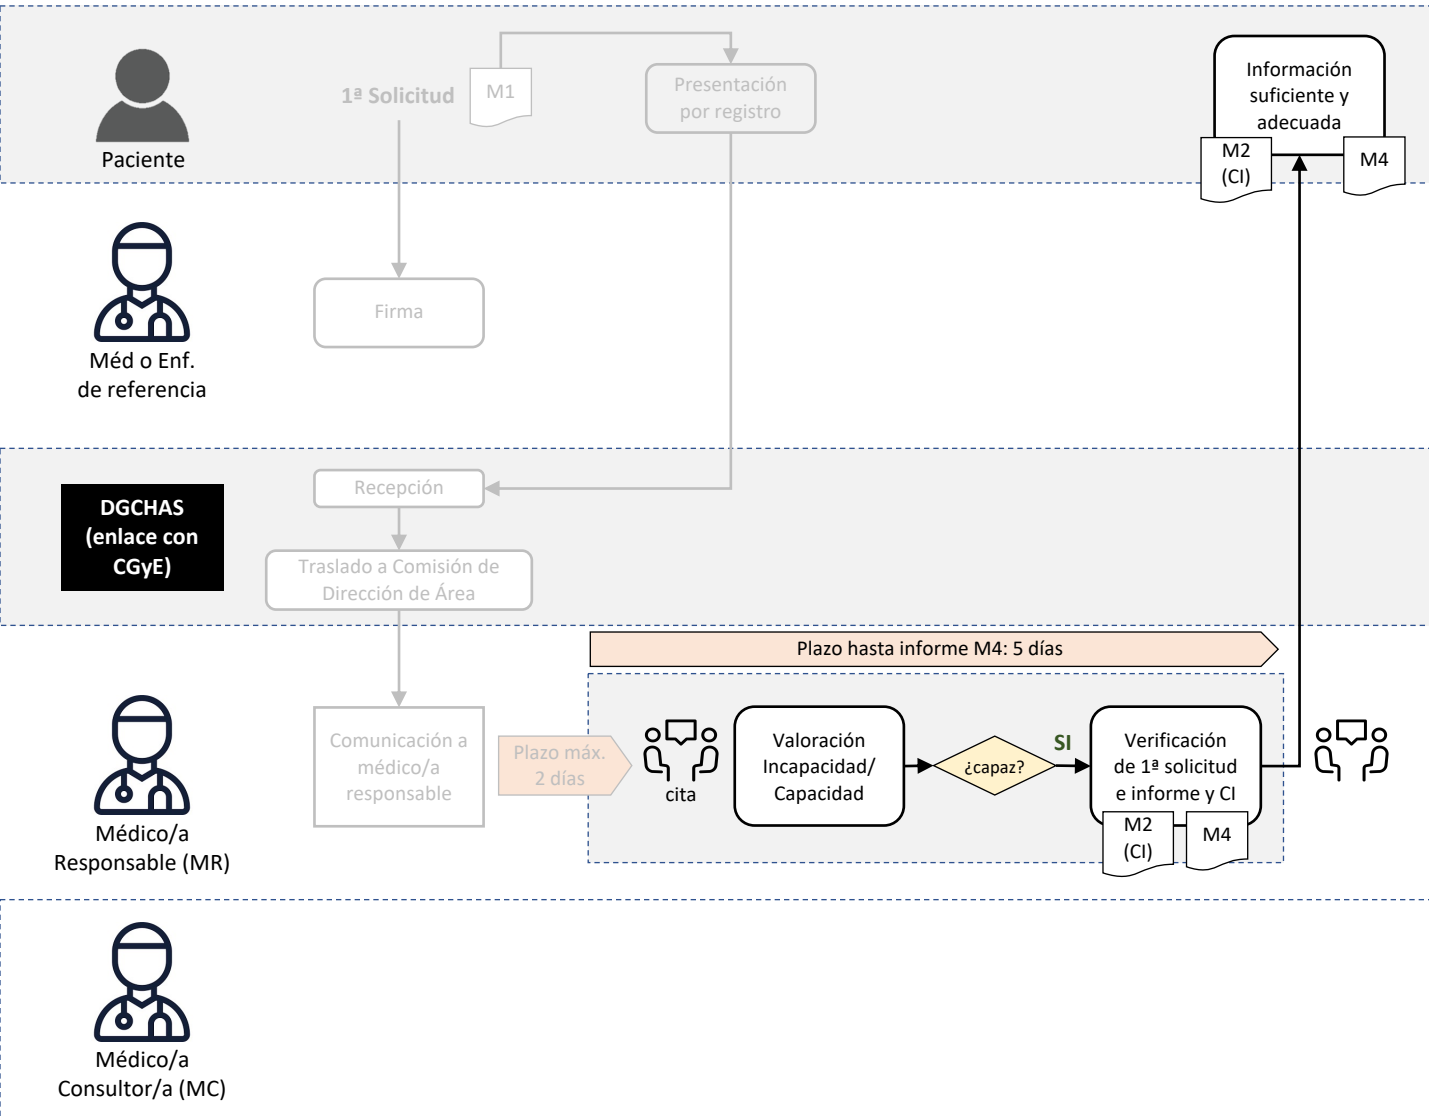 Paciente
1ª Solicitud
M1
Presentación
por registro
Información
suficiente y
adecuada
M2
(CI)
M4
Méd o Enf.
de referencia
Firma
DGCHAS
(enlace con
CGyE)
Recepción
Traslado a Comisión de
Dirección de Área
Plazo hasta informe M4: 5 días
Médico/a
Responsable (MR)
Comunicación a
médico/a
responsable
Plazo máx.
2 días
cita
Valoración
Incapacidad/
Capacidad
¿capaz?
SI
Verificación
de 1ª solicitud
e informe y CI
M2
(CI)
M4
Médico/a
Consultor/a (MC)